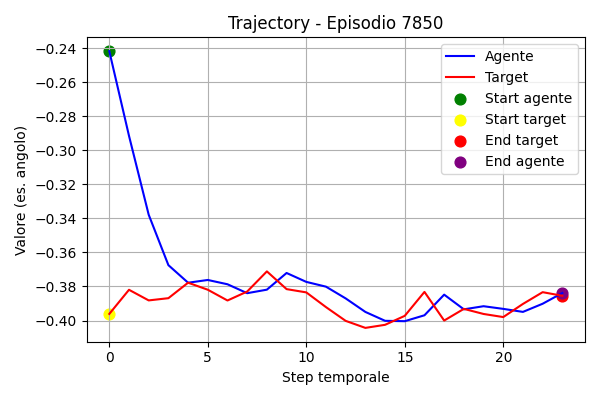 Trajectory - Episodio 7850
Valore (es. angolo)
−0.24
−0.26
−0.28
−0.30
−0.32
−0.34
−0.36
−0.38
−0.40
Agente
Target
Start agente
Start target
End target
End agente
0
5
10
15
20
Step temporale